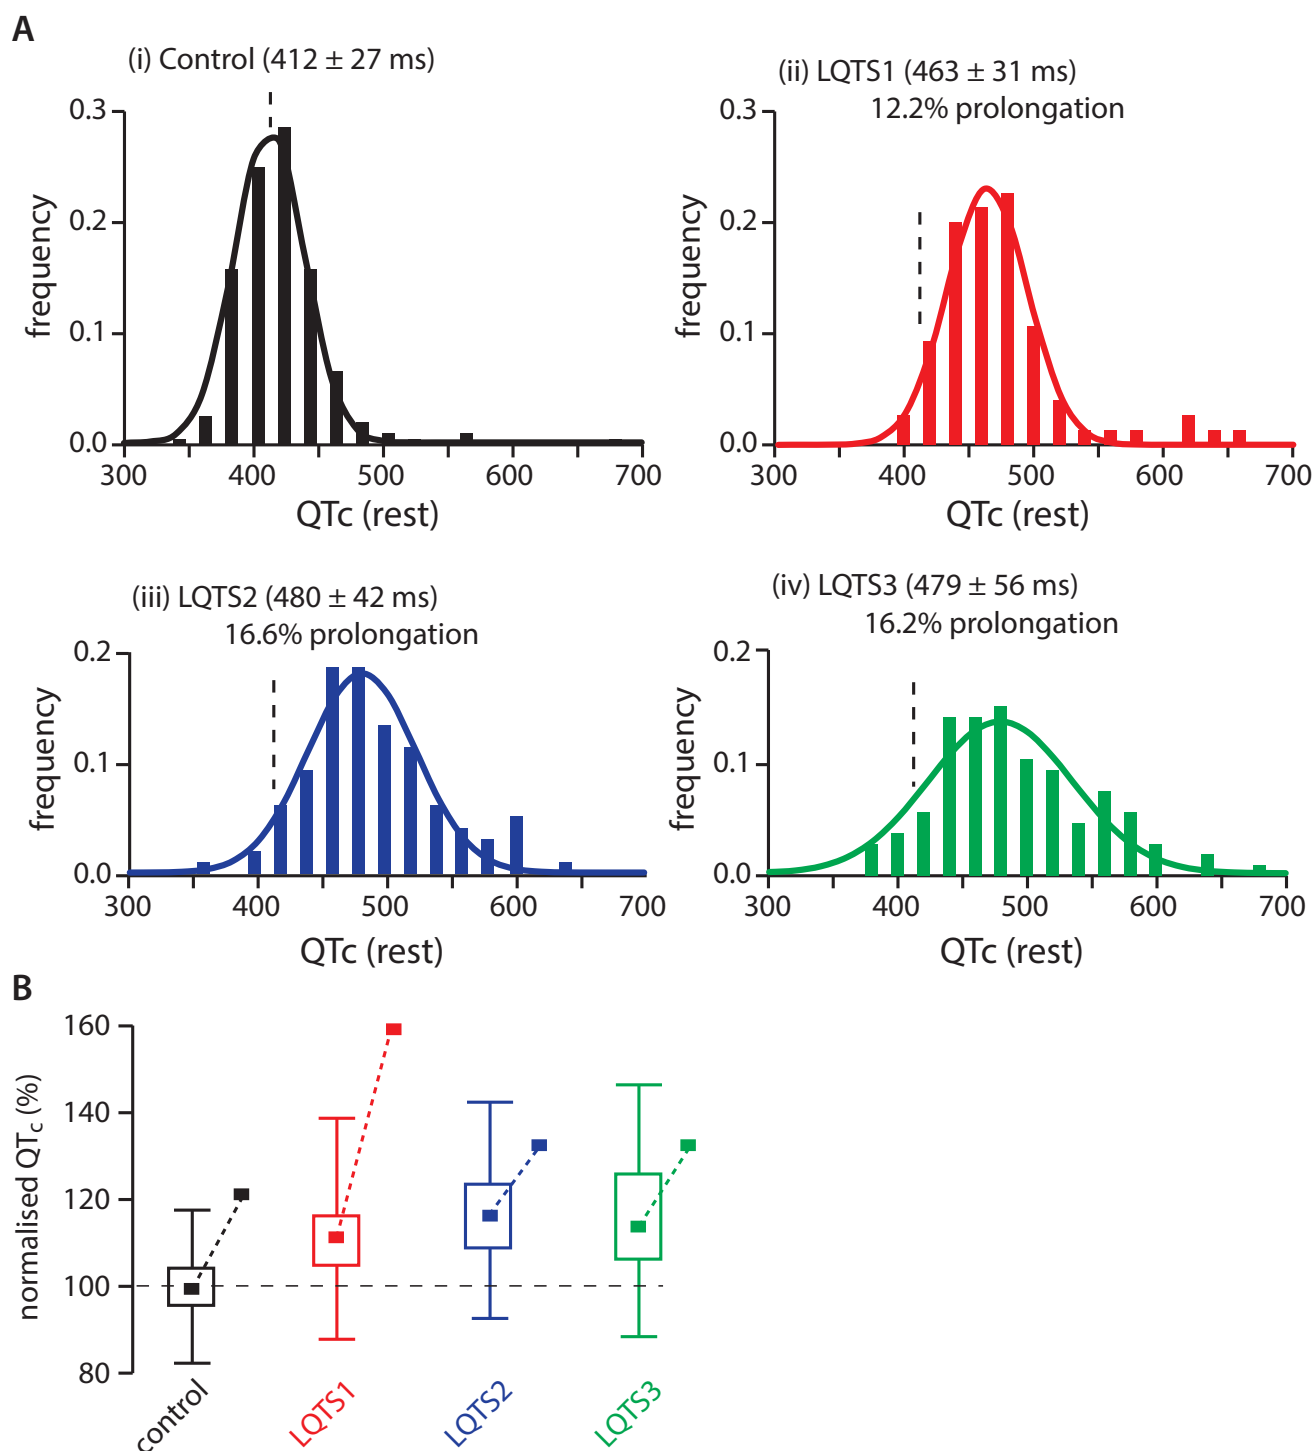 A
(i) Control (412 ± 27 ms)
0.3
0.2
0.1
0.0
frequency
300 400 500 600 700
QTc (rest)
(ii) LQTS1 (463 ± 31 ms)
12.2% prolongation
0.3
0.2
0.1
0.0
frequency
300 400 500 600 700
QTc (rest)
(iii) LQTS2 (480 ± 42 ms)
16.6% prolongation
0.2
0.1
0.0
frequency
300 400 500 600 700
QTc (rest)
(iv) LQTS3 (479 ± 56 ms)
16.2% prolongation
0.2
0.1
0.0
frequency
300 400 500 600 700
QTc (rest)
B
160
140
120
100
80
normalised QTc (%)
control LQTS1 LQTS2 LQTS3